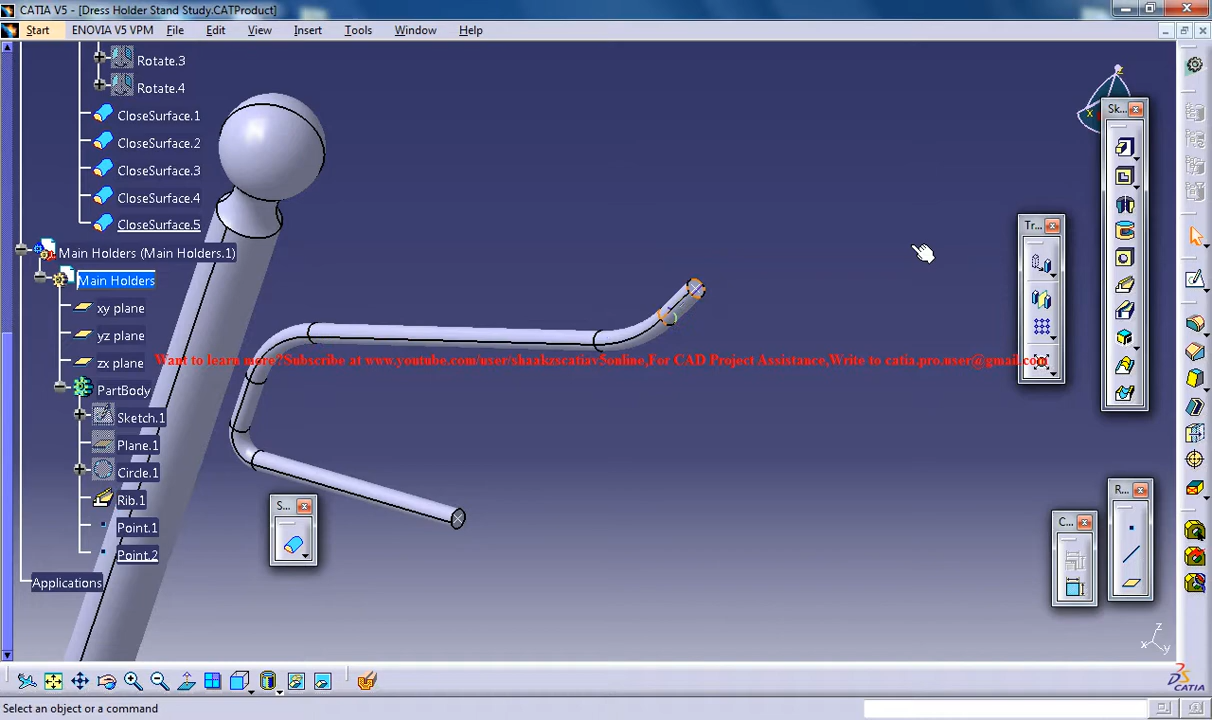 CATIA V5 - [Dress Holder Stand Study.CATProduct]
Start ENOVIA V5 VPM File Edit View Insert Tools Window Help
Rotate.3
Rotate.4
CloseSurface.1
CloseSurface.2
CloseSurface.3
CloseSurface.4
CloseSurface.5
Main Holders (Main Holders.1)
Main Holders
xy plane
yz plane
zx plane
PartBody
Sketch.1
Plane.1
Circle.1
Rib.1
Point.1
Point.2
Applications
Want to learn more?Subscribe at www.youtube.com/user/shaakzscatiav5online,For CAD Project Assistance,Write to catia.pro.user@gmail.com
Sk...
Tr...
S...
C...
R...
z
x
z
x
y
CATIA
Select an object or a command